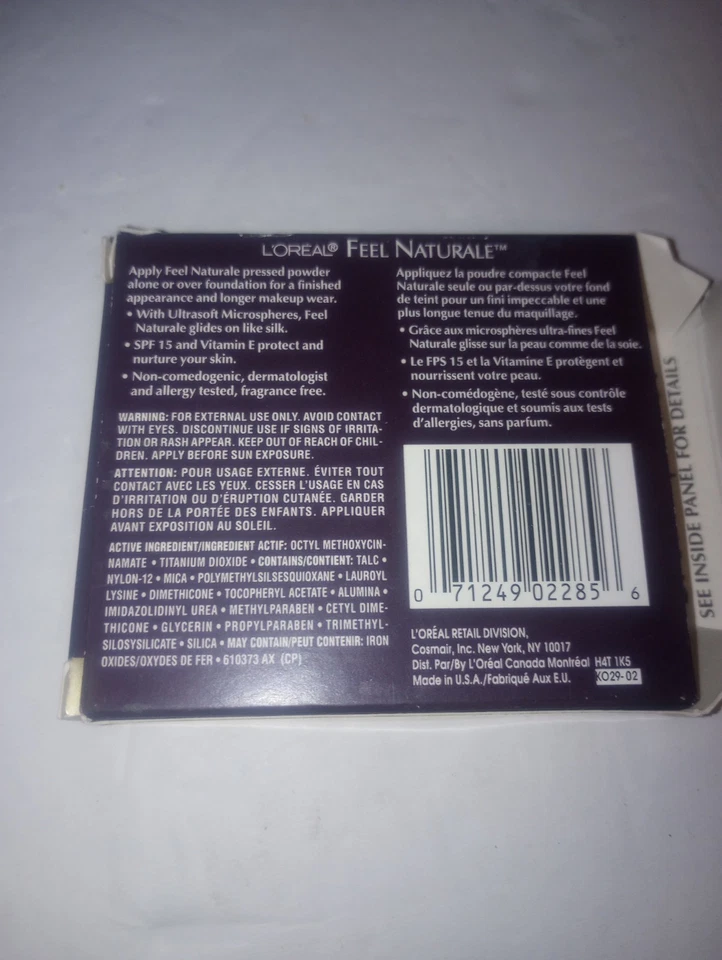 L'ORÉAL® FEEL NATURALE™
Apply Feel Naturale pressed powder
alone or over foundation for a finished
appearance and longer makeup wear.
• With Ultrasoft Microspheres, Feel
Naturale glides on like silk.
• SPF 15 and Vitamin E protect and
nurture your skin.
• Non-comedogenic, dermatologist
and allergy tested, fragrance free.
WARNING: FOR EXTERNAL USE ONLY. AVOID CONTACT
WITH EYES. DISCONTINUE USE IF SIGNS OF IRRITA-
TION OR RASH APPEAR. KEEP OUT OF REACH OF CHIL-
DREN. APPLY BEFORE SUN EXPOSURE.
ATTENTION: POUR USAGE EXTERNE. ÉVITER TOUT
CONTACT AVEC LES YEUX. CESSER L'USAGE EN CAS
D'IRRITATION OU D'ÉRUPTION CUTANÉE. GARDER
HORS DE LA PORTÉE DES ENFANTS. APPLIQUER
AVANT EXPOSITION AU SOLEIL.
ACTIVE INGREDIENT/INGREDIENT ACTIF: OCTYL METHOXYCIN-
NAMATE • TITANIUM DIOXIDE • CONTAINS/CONTIENT: TALC •
NYLON-12 • MICA • POLYMETHYLSILSESQUIOXANE • LAUROYL
LYSINE • DIMETHICONE • TOCOPHERYL ACETATE • ALUMINA •
IMIDAZOLIDINYL UREA • METHYLPARABEN • CETYL DIME-
THICONE • GLYCERIN • PROPYLPARABEN • TRIMETHYL-
SILOSYSILICATE • SILICA • MAY CONTAIN/PEUT CONTENIR: IRON
OXIDES/OXYDES DE FER • 610373 AX (CP)
Appliquez la poudre compacte Feel
Naturale seule ou par-dessus votre fond
de teint pour un fini impeccable et une
plus longue tenue du maquillage.
• Grâce aux microsphères ultra-fines Feel
Naturale glisse sur la peau comme de la soie.
• Le FPS 15 et la Vitamine E protègent et
nourrissent votre peau.
• Non-comédogène, testé sous contrôle
dermatologique et soumis aux tests
d'allergies, sans parfum.
0 71249 02285 6
L'ORÉAL RETAIL DIVISION,
Cosmair, Inc. New York, NY 10017
Dist. Par/By L'Oréal Canada Montréal H4T 1K5
Made in U.S.A./Fabriqué Aux E.U. KO29-02
SEE INSIDE PANEL FOR DETAILS